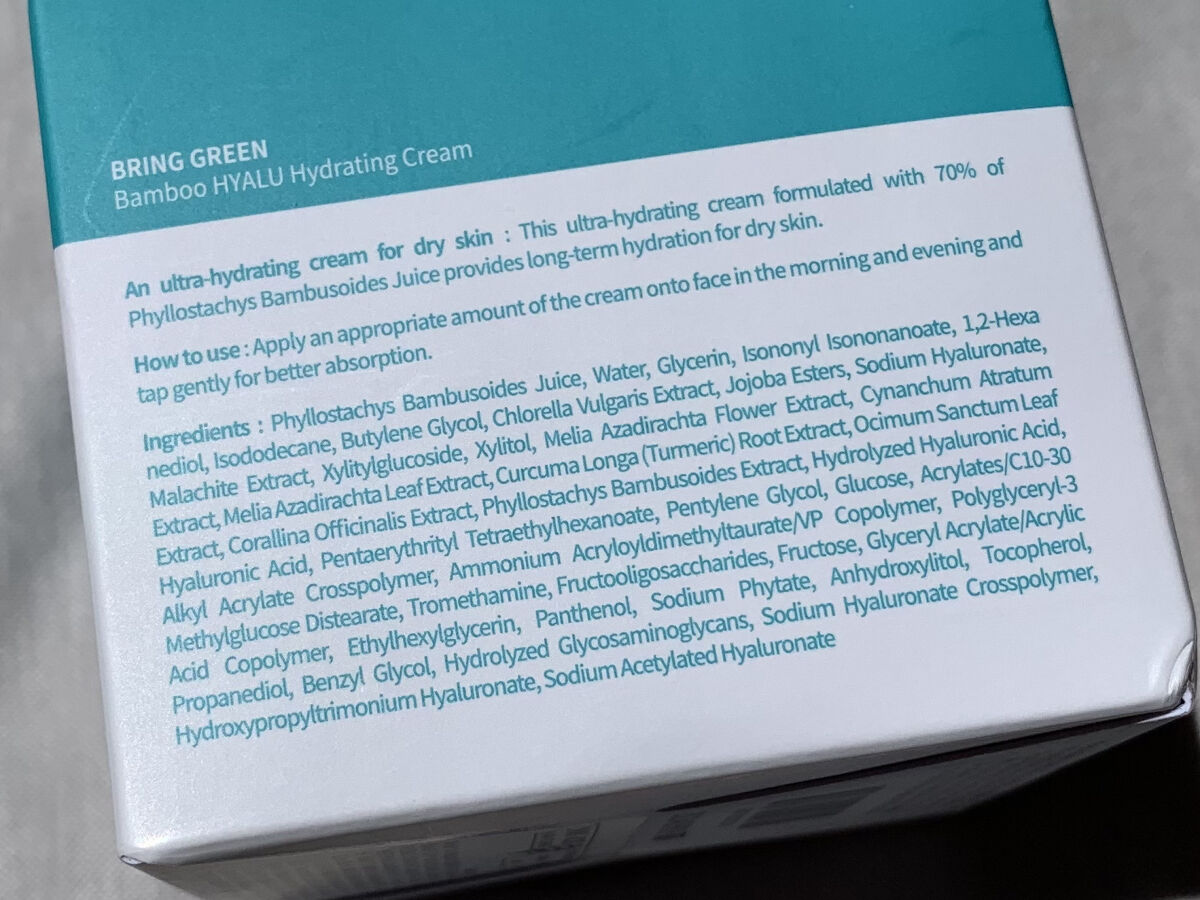 BRING GREEN
Bamboo HYALU Hydrating Cream
An ultra-hydrating cream for dry skin : This ultra-hydrating cream formulated with 70% of
Phyllostachys Bambusoides Juice provides long-term hydration for dry skin.
How to use : Apply an appropriate amount of the cream onto face in the morning and evening and
tap gently for better absorption.
Ingredients : Phyllostachys Bambusoides Juice, Water, Glycerin, Isononyl Isononanoate, 1,2-Hexa
nediol, Isododecane, Butylene Glycol, Chlorella Vulgaris Extract, Jojoba Esters, Sodium Hyaluronate,
Malachite Extract, Xylitylglucoside, Xylitol, Melia Azadirachta Flower Extract, Cynanchum Atratum
Extract, Melia Azadirachta Leaf Extract, Curcuma Longa (Turmeric) Root Extract, Ocimum Sanctum Leaf
Extract, Corallina Officinalis Extract, Phyllostachys Bambusoides Extract, Hydrolyzed Hyaluronic Acid,
Hyaluronic Acid, Pentaerythrityl Tetraethylhexanoate, Pentylene Glycol, Glucose, Acrylates/C10-30
Alkyl Acrylate Crosspolymer, Ammonium Acryloyldimethyltaurate/VP Copolymer, Polyglyceryl-3
Methylglucose Distearate, Tromethamine, Fructooligosaccharides, Fructose, Glyceryl Acrylate/Acrylic
Acid Copolymer, Ethylhexylglycerin, Panthenol, Sodium Phytate, Anhydroxylitol, Tocopherol,
Propanediol, Benzyl Glycol, Hydrolyzed Glycosaminoglycans, Sodium Hyaluronate Crosspolymer,
Hydroxypropyltrimonium Hyaluronate, Sodium Acetylated Hyaluronate